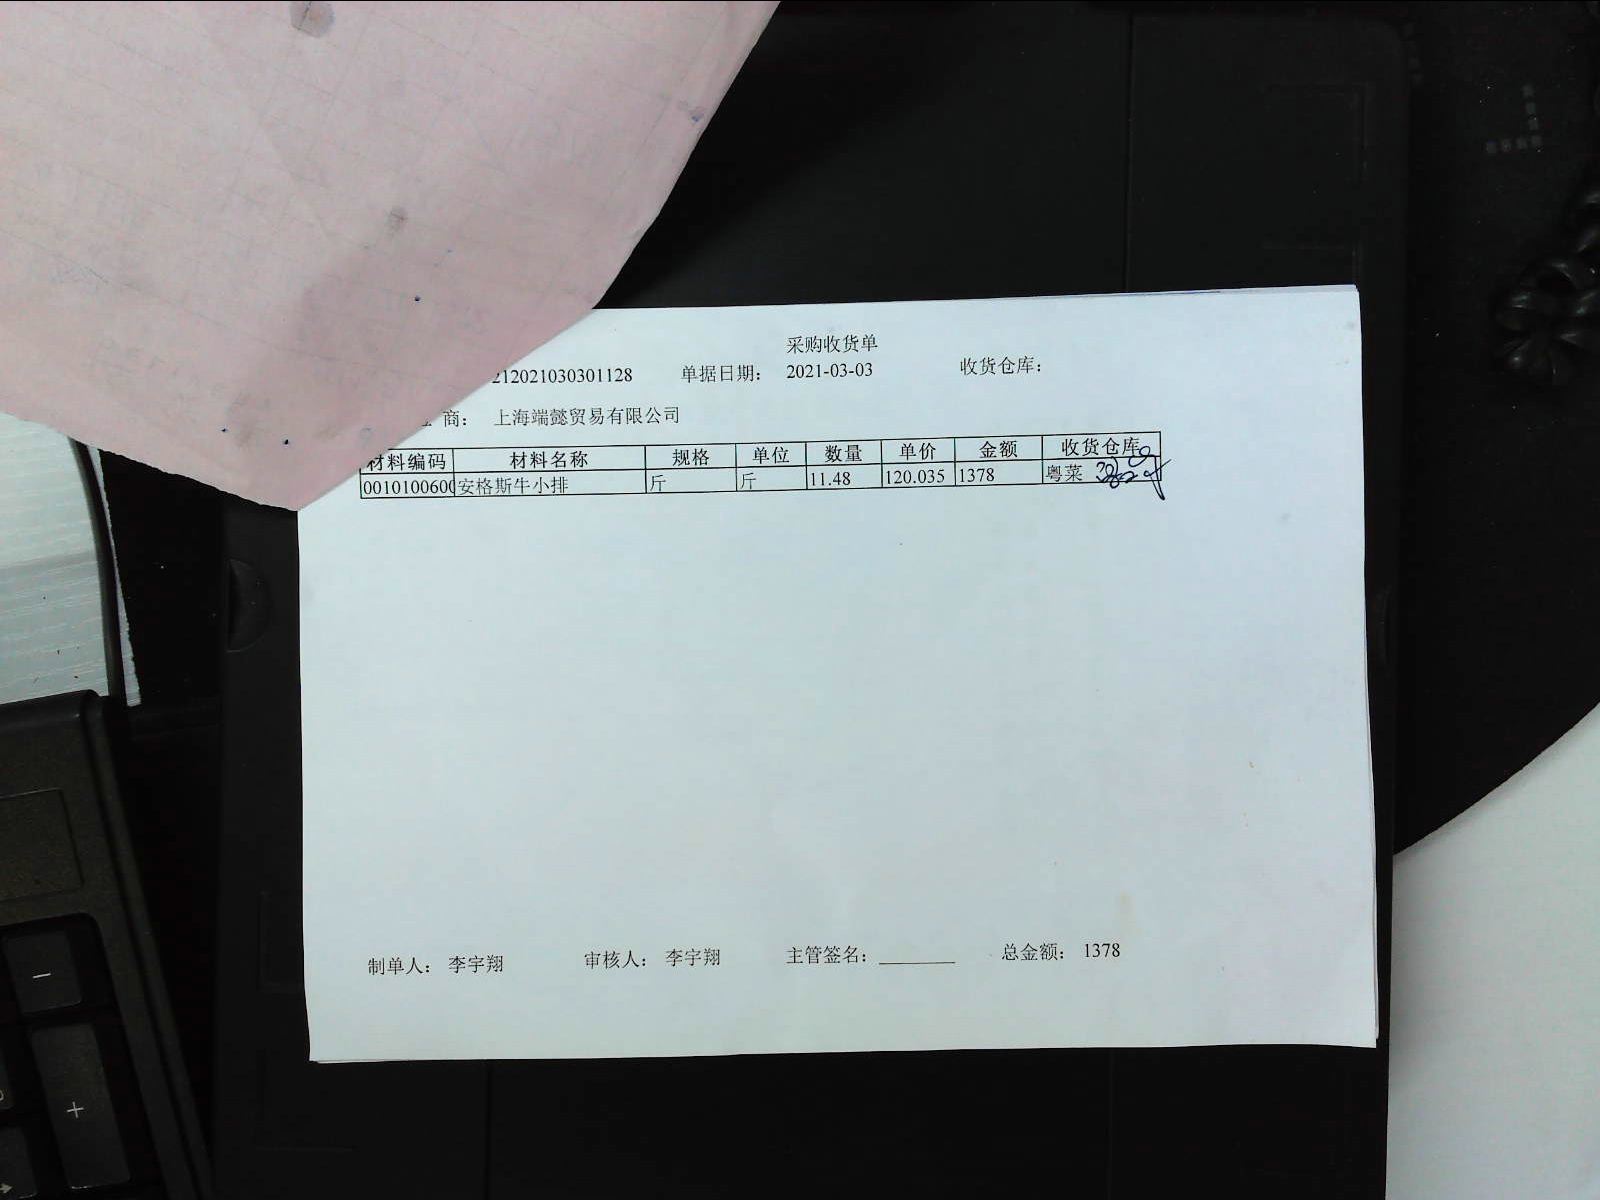 采购收货单
212021030301128 单据日期： 2021-03-03 收货仓库：
商： 上海端懿贸易有限公司
材料编码 材料名称 规格 单位 数量 单价 金额 收货仓库
0010100600 安格斯牛小排 斤 斤 11.48 120.035 1378 粤菜
制单人： 李宇翔 审核人： 李宇翔 主管签名：________ 总金额： 1378